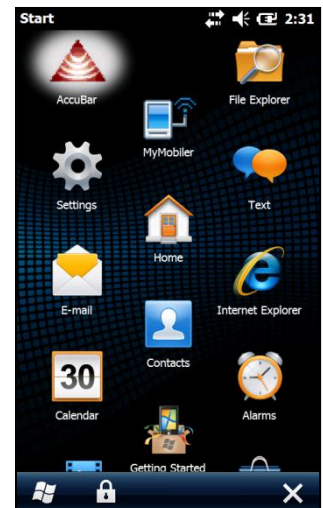 Start 2:31
AccuBar
File Explorer
MyMobiler
Settings
Text
Home
E-mail
Internet Explorer
Contacts
30
Calendar
Alarms
Getting Started